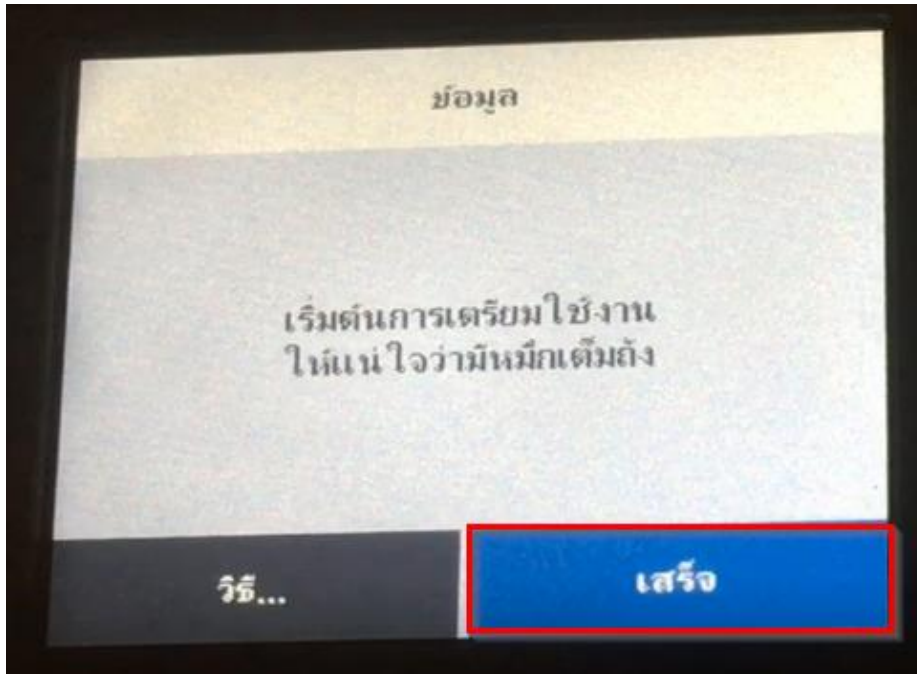 ข้อมูล
เริ่มต้นการเตรียมใช้งาน
ให้แน่ใจว่ามีหมึกเต็มถัง
วิธี...
เสร็จ